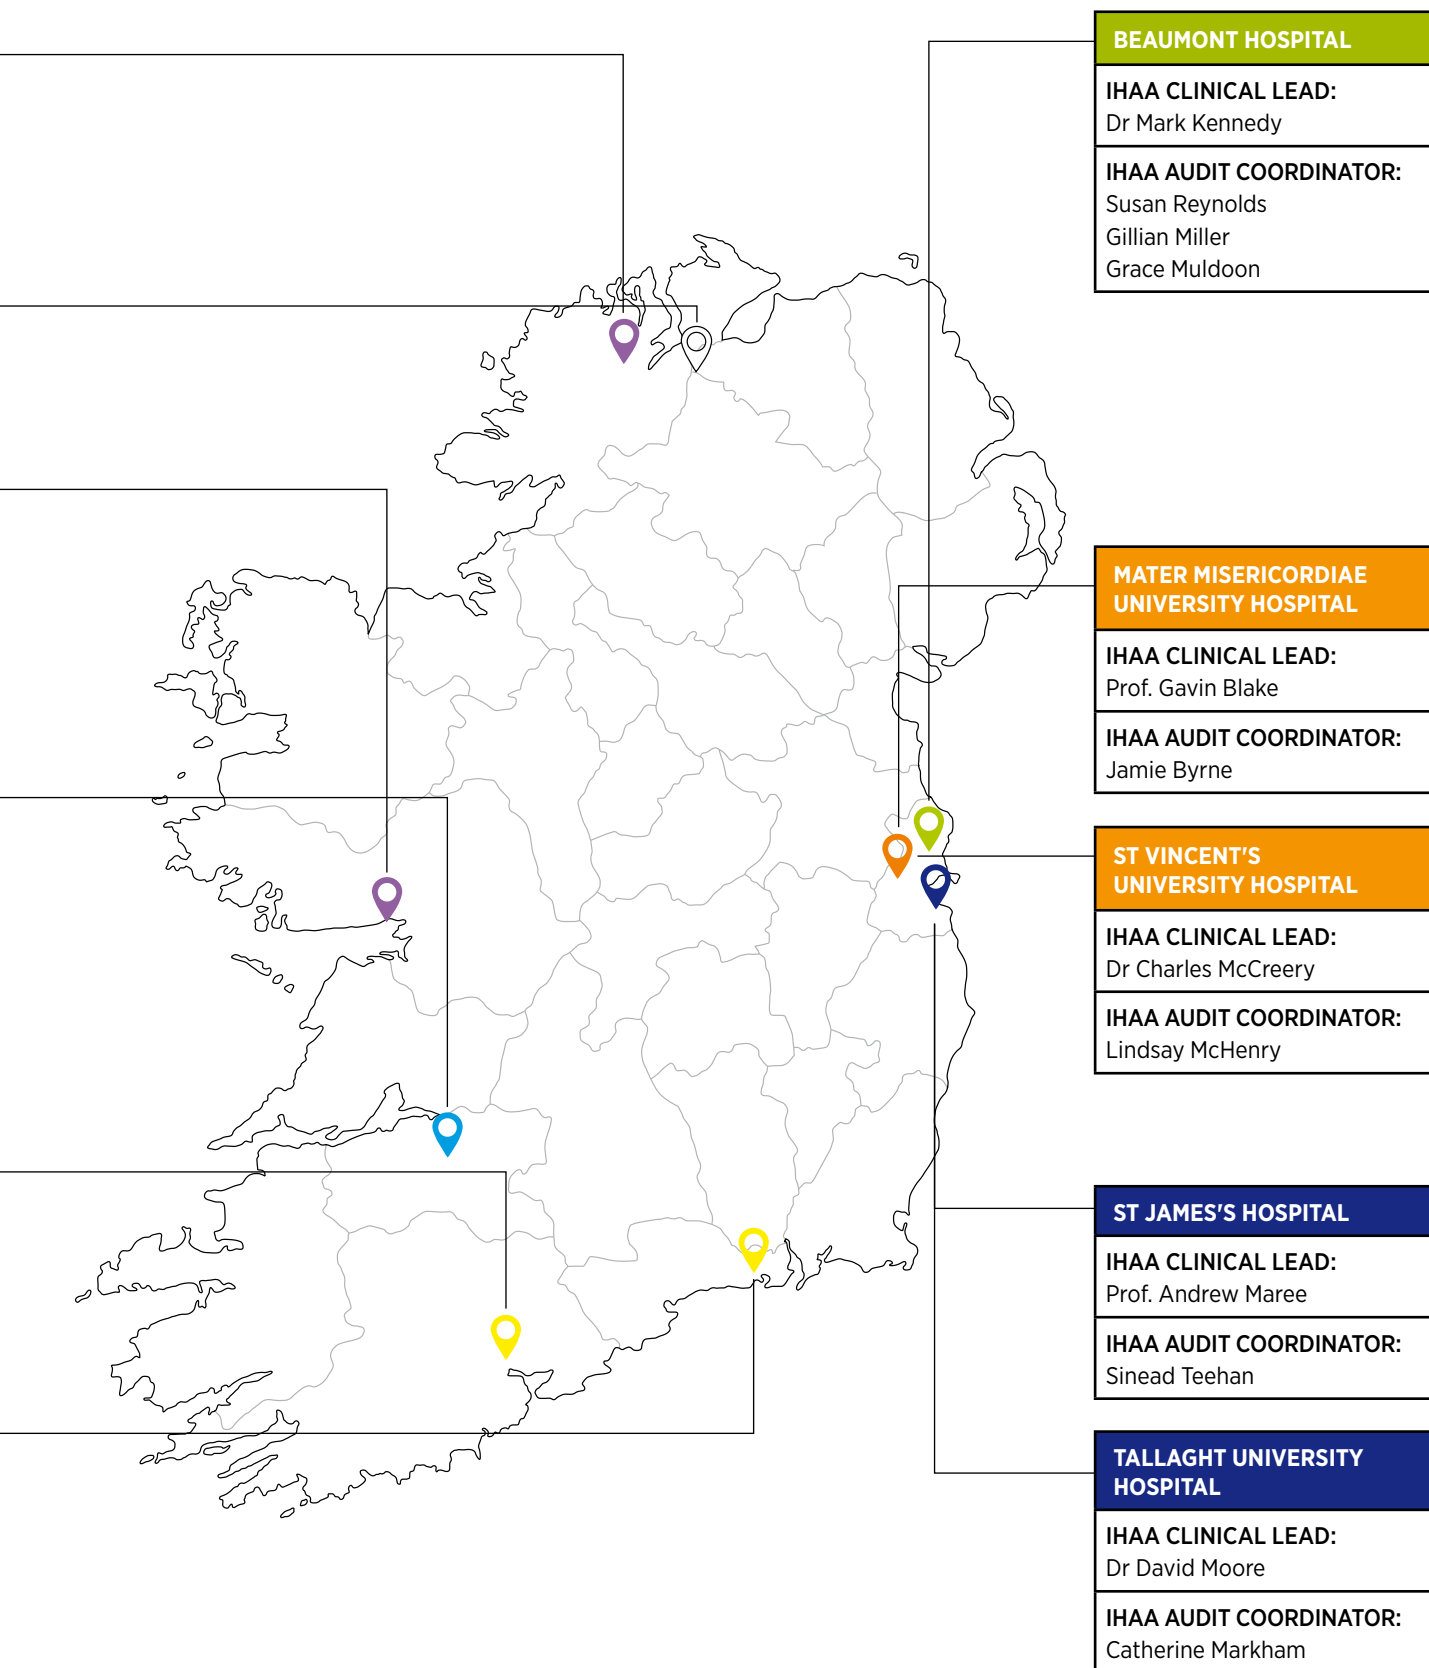 BEAUMONT HOSPITAL
IHAA CLINICAL LEAD:
Dr Mark Kennedy
IHAA AUDIT COORDINATOR:
Susan Reynolds
Gillian Miller
Grace Muldoon
MATER MISERICORDIAE
UNIVERSITY HOSPITAL
IHAA CLINICAL LEAD:
Prof. Gavin Blake
IHAA AUDIT COORDINATOR:
Jamie Byrne
ST VINCENT'S
UNIVERSITY HOSPITAL
IHAA CLINICAL LEAD:
Dr Charles McCreery
IHAA AUDIT COORDINATOR:
Lindsay McHenry
ST JAMES'S HOSPITAL
IHAA CLINICAL LEAD:
Prof. Andrew Maree
IHAA AUDIT COORDINATOR:
Sinead Teehan
TALLAGHT UNIVERSITY
HOSPITAL
IHAA CLINICAL LEAD:
Dr David Moore
IHAA AUDIT COORDINATOR:
Catherine Markham